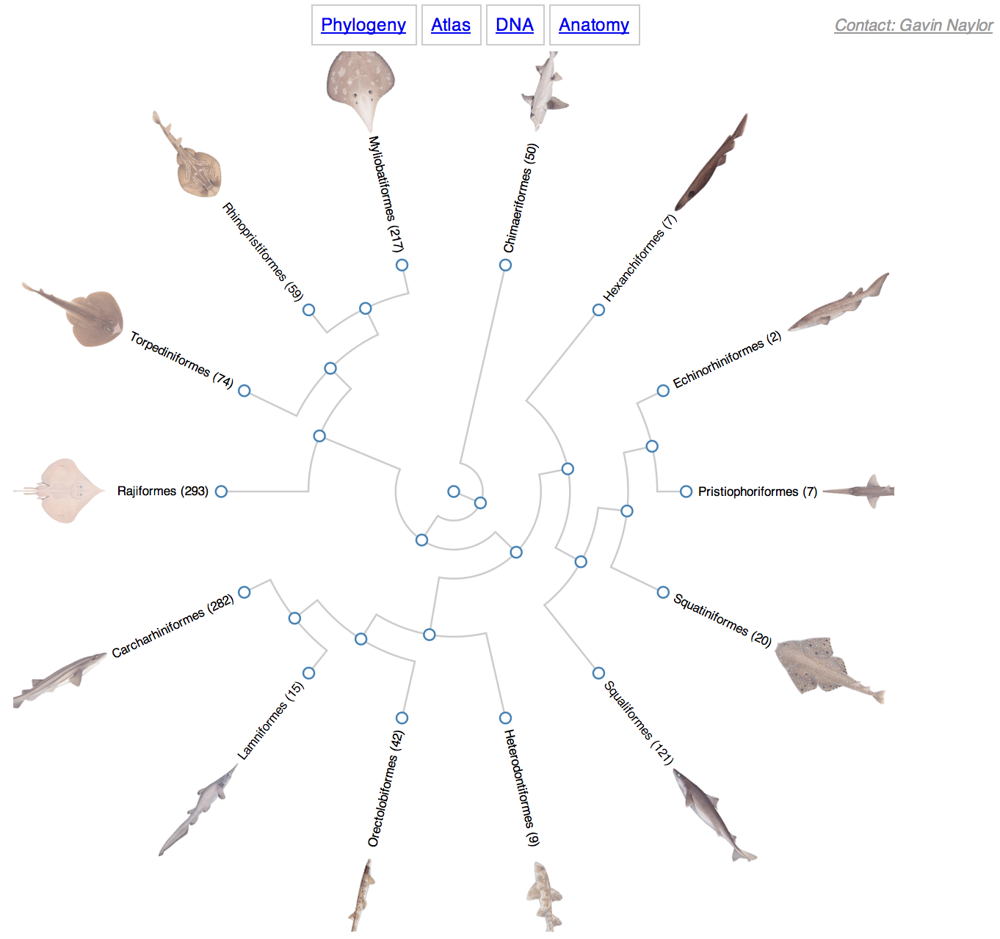 Phylogeny
Atlas
DNA
Anatomy
Contact: Gavin Naylor
Myliobatiformes (217)
Chimaeriformes (50)
Rhinopristiformes (59)
Hexanchiformes (7)
Torpediniformes (74)
Echinorhiniformes (2)
Rajiformes (293)
Pristiophoriformes (7)
Carcharhiniformes (282)
Squatiniformes (20)
Lamniformes (15)
Squaliformes (121)
Orectolobiformes (42)
Heterodontiformes (9)